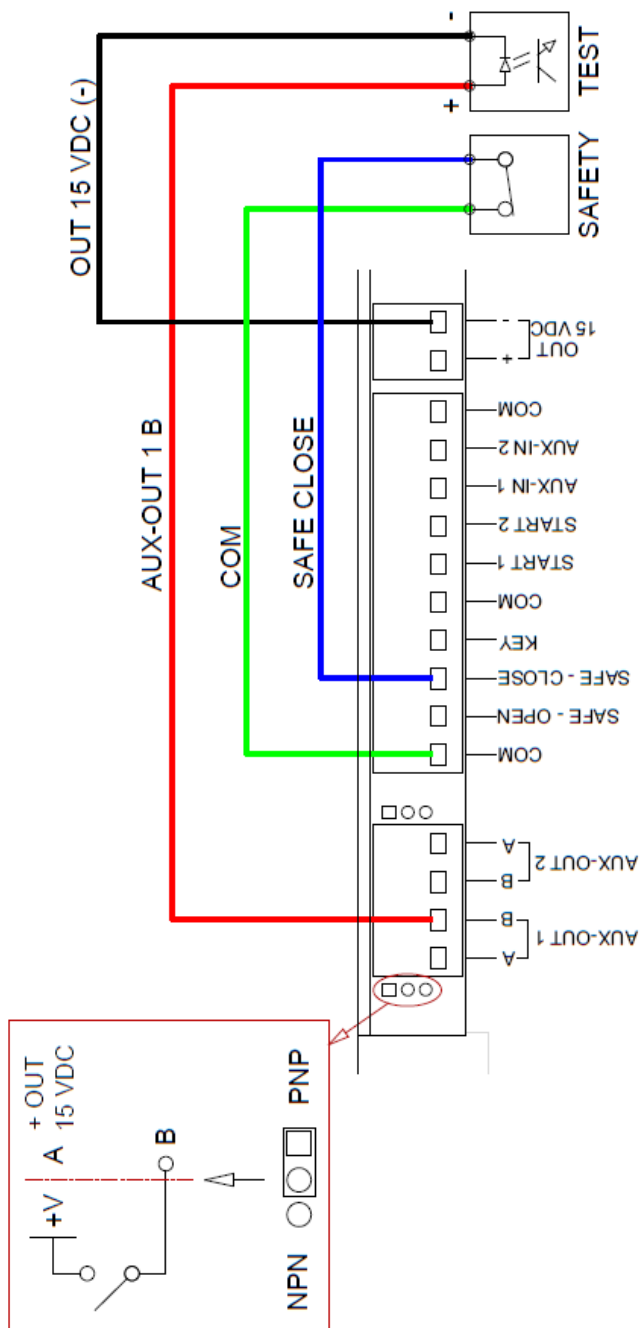 OUT 15 VDC (-)
AUX-OUT 1 B
COM
SAFE CLOSE
-
+
TEST
SAFETY
-
+
15 VDC
OUT
COM
AUX-IN 2
AUX-IN 1
START 2
START 1
COM
KEY
SAFE - CLOSE
SAFE - OPEN
COM
A
B
AUX-OUT 2
B
A
AUX-OUT 1
+V
A
+ OUT
15 VDC
B
NPN
PNP